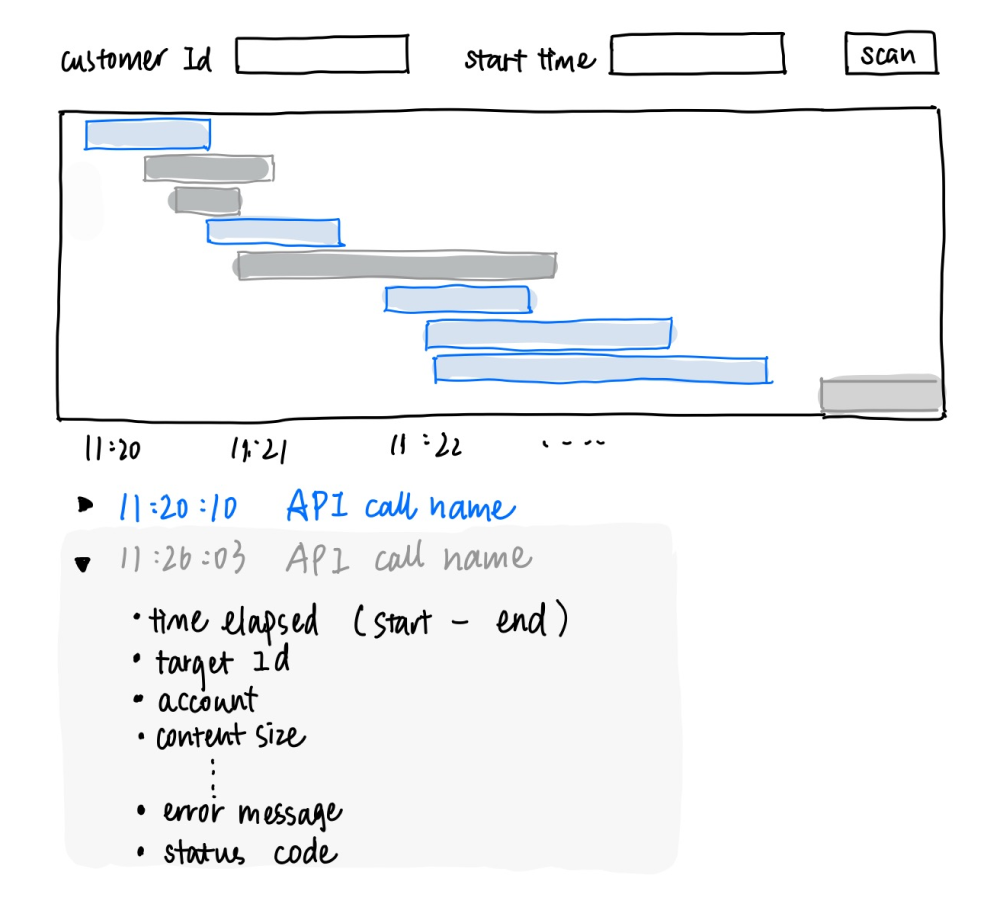 customer Id start time scan
11:20 11:21 11:22 ....
11:20:10 API call name
11:26:03 API call name
• time elapsed (start - end)
• target Id
• account
• content size
• error message
• status code